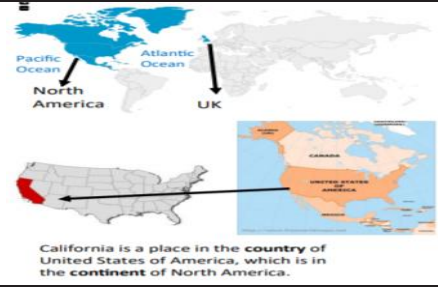 Pacific
Ocean
Atlantic
Ocean
North
America
UK
CANADA
UNITED STATES
OF
AMERICA
MEXICO
California is a place in the country of
United States of America, which is in
the continent of North America.